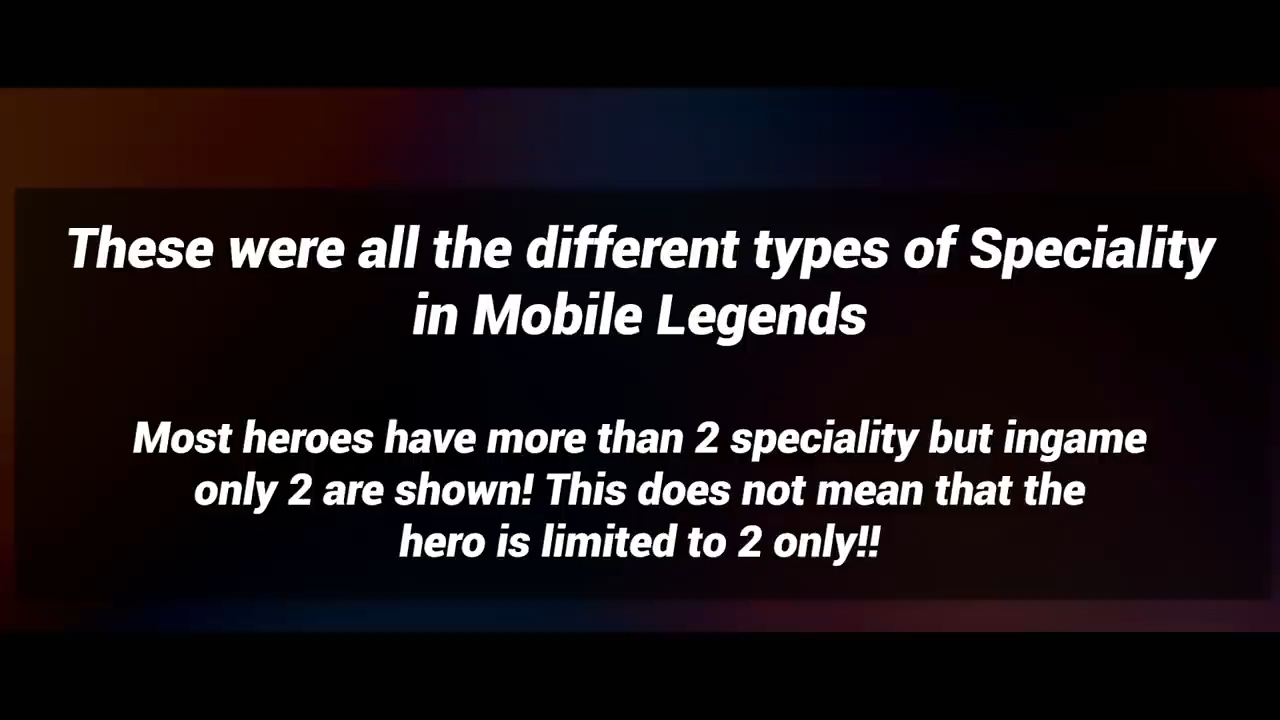 These were all the different types of Speciality
in Mobile Legends
Most heroes have more than 2 speciality but ingame
only 2 are shown! This does not mean that the
hero is limited to 2 only!!